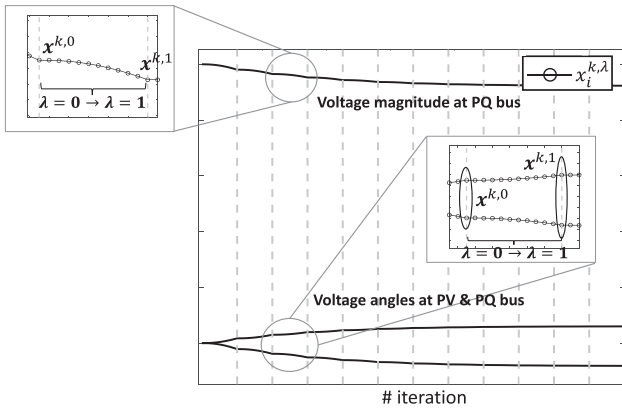 x^{k,0}
x^{k,1}
λ = 0 → λ = 1
x_i^{k,λ}
Voltage magnitude at PQ bus
x^{k,1}
x^{k,0}
λ = 0 → λ = 1
Voltage angles at PV & PQ bus
# iteration